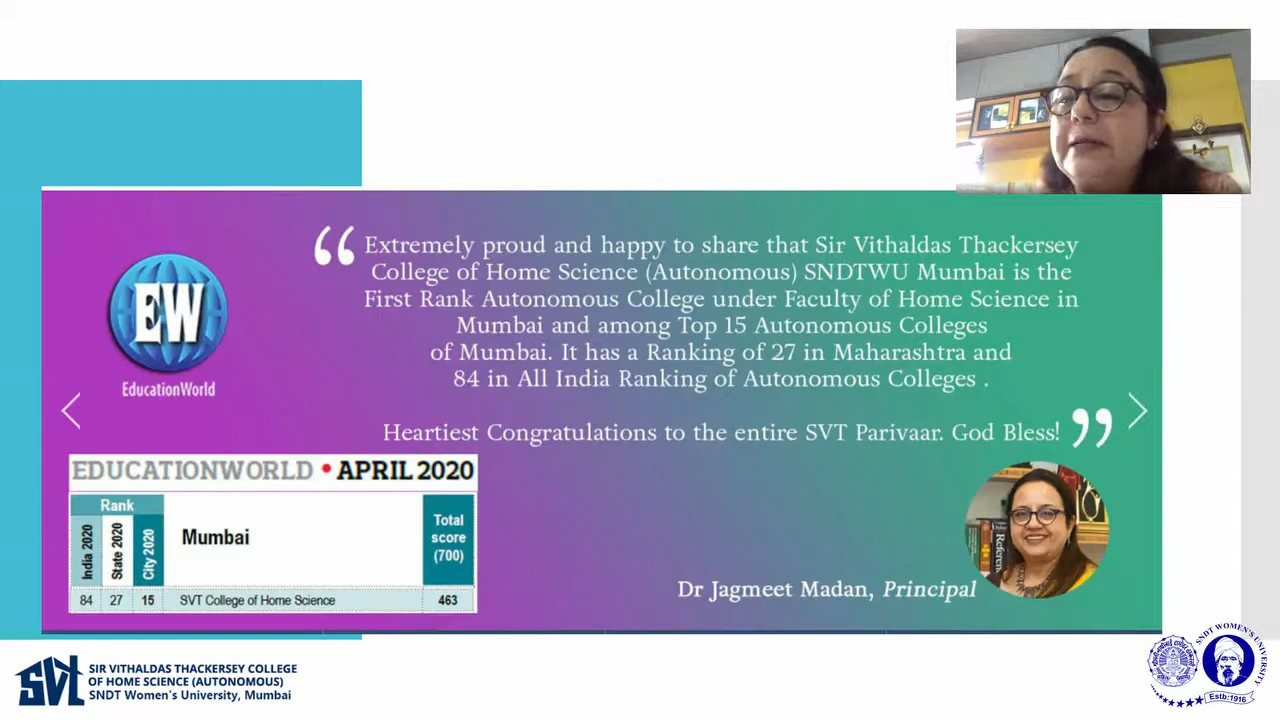 “ Extremely proud and happy to share that Sir Vithaldas Thackersey
College of Home Science (Autonomous) SNDTWU Mumbai is the
First Rank Autonomous College under Faculty of Home Science in
Mumbai and among Top 15 Autonomous Colleges
of Mumbai. It has a Ranking of 27 in Maharashtra and
84 in All India Ranking of Autonomous Colleges .
Heartiest Congratulations to the entire SVT Parivaar. God Bless! ”
EW
EducationWorld
EDUCATIONWORLD • APRIL 2020
Rank
India 2020
State 2020
City 2020
Mumbai
Total
score
(700)
84 27 15 SVT College of Home Science 463
Dr Jagmeet Madan, Principal
Referen
SVT
SIR VITHALDAS THACKERSEY COLLEGE
OF HOME SCIENCE (AUTONOMOUS)
SNDT Women's University, Mumbai
SNDT WOMEN'S UNIVERSITY
Estb:1916